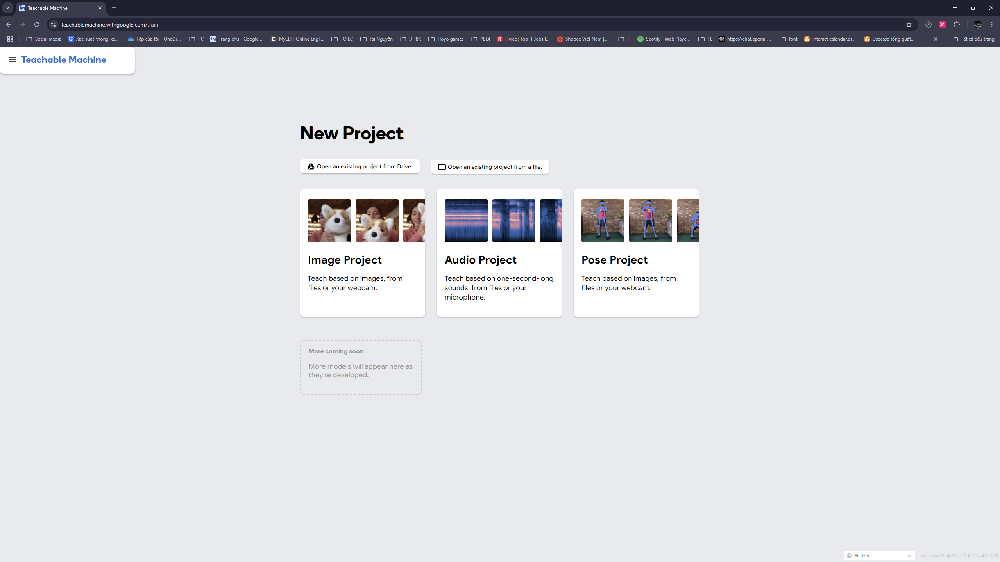 Teachable Machine
teachablemachine.withgoogle.com/train
Social media
Xac_suat_thong_ke...
Tệp của tôi - OneDr...
PC
Trang chủ - Google...
MyELT | Online Engli...
TOIEC
Tài Nguyên
DHBK
Hoyo games
PBL4
ITviec | Top IT Jobs f...
Shopee Việt Nam |...
IT
Spotify - Web Playe...
FE
https://chat.openai....
font
interact calendar.dr...
Usecase tổng quát...
Tất cả dấu trang
Teachable Machine
New Project
Open an existing project from Drive.
Open an existing project from a file.
Image Project
Teach based on images, from
files or your webcam.
Audio Project
Teach based on one-second-long
sounds, from files or your
microphone.
Pose Project
Teach based on images, from
files or your webcam.
More coming soon
More models will appear here as
they’re developed.
English
release-2-4-10 - 2.4.10#40c178